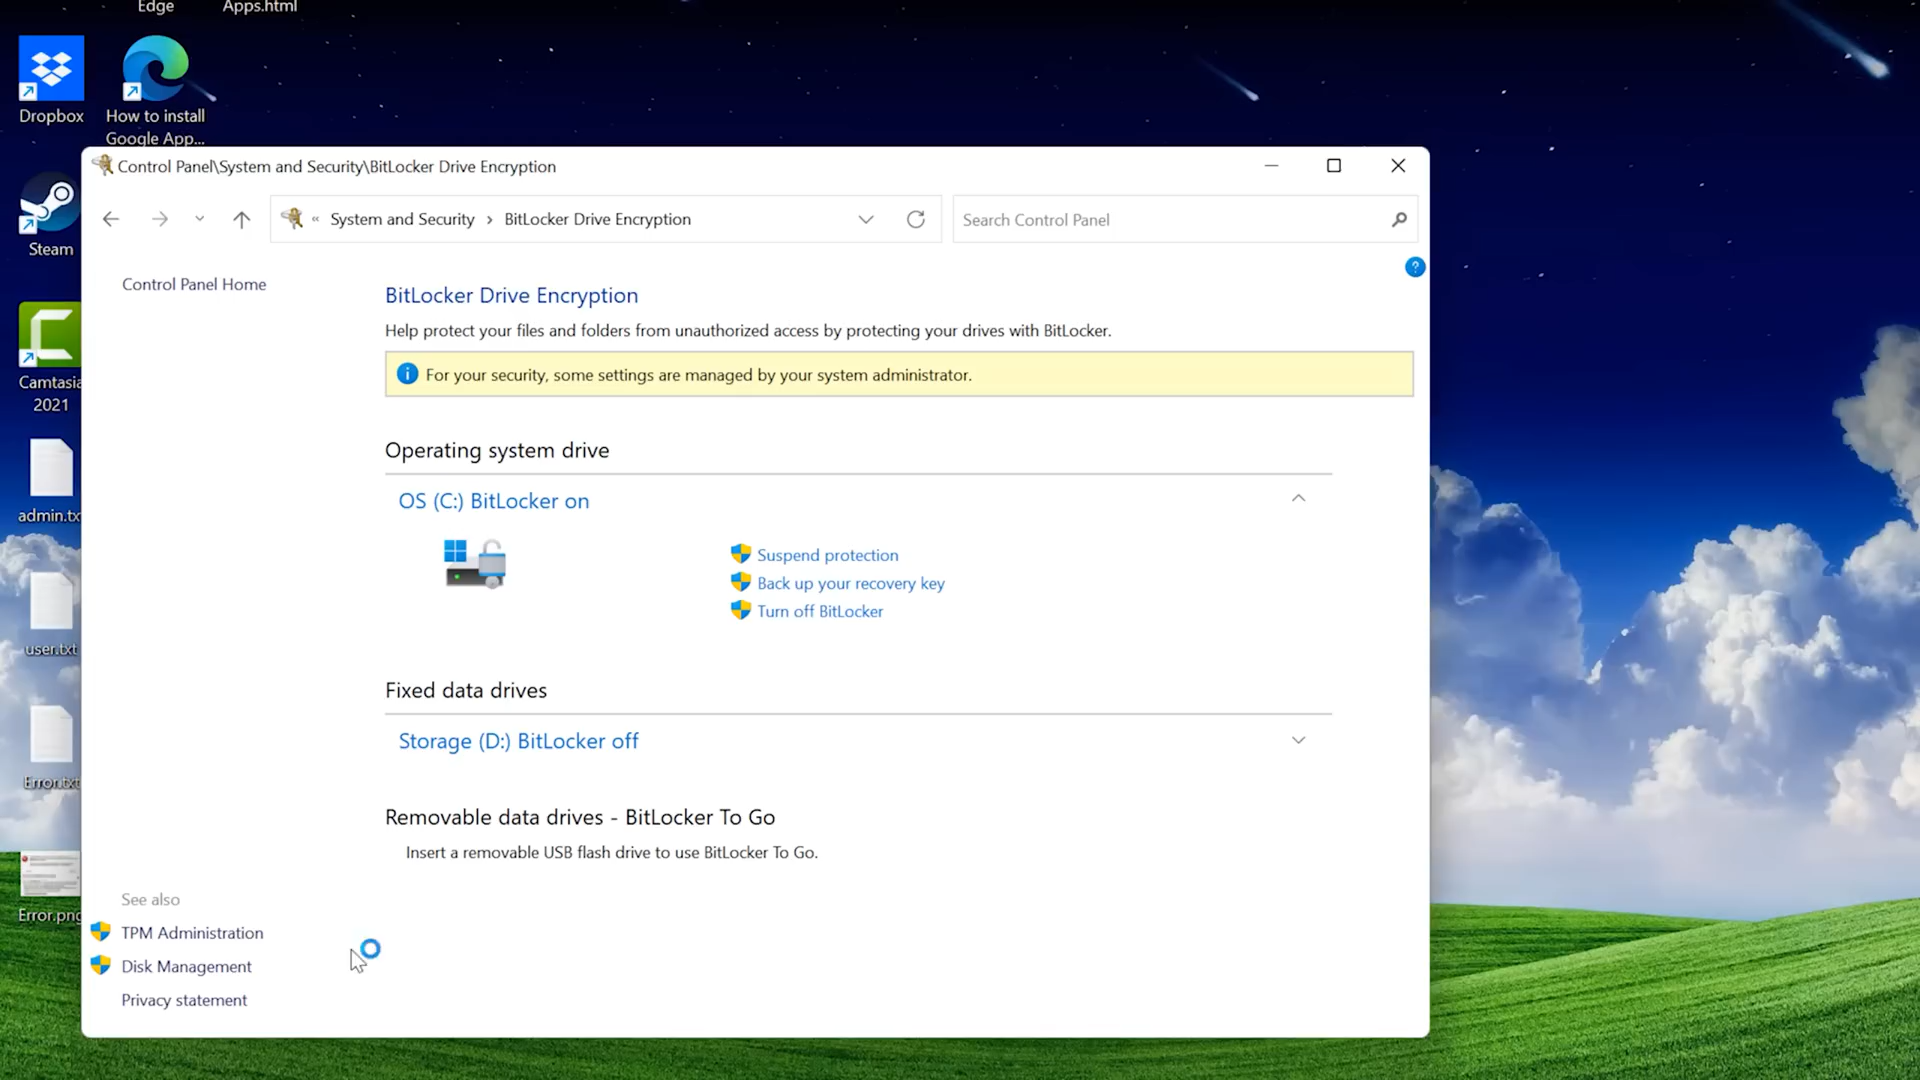 Edge
Apps.html
Dropbox
How to install
Google App...
Steam
Camtasia
2021
admin.tx
user.txt
Error.txt
Error.png
Control Panel\System and Security\BitLocker Drive Encryption
« System and Security › BitLocker Drive Encryption
Search Control Panel
?
Control Panel Home
BitLocker Drive Encryption
Help protect your files and folders from unauthorized access by protecting your drives with BitLocker.
For your security, some settings are managed by your system administrator.
Operating system drive
OS (C:) BitLocker on
Suspend protection
Back up your recovery key
Turn off BitLocker
Fixed data drives
Storage (D:) BitLocker off
Removable data drives - BitLocker To Go
Insert a removable USB flash drive to use BitLocker To Go.
See also
TPM Administration
Disk Management
Privacy statement